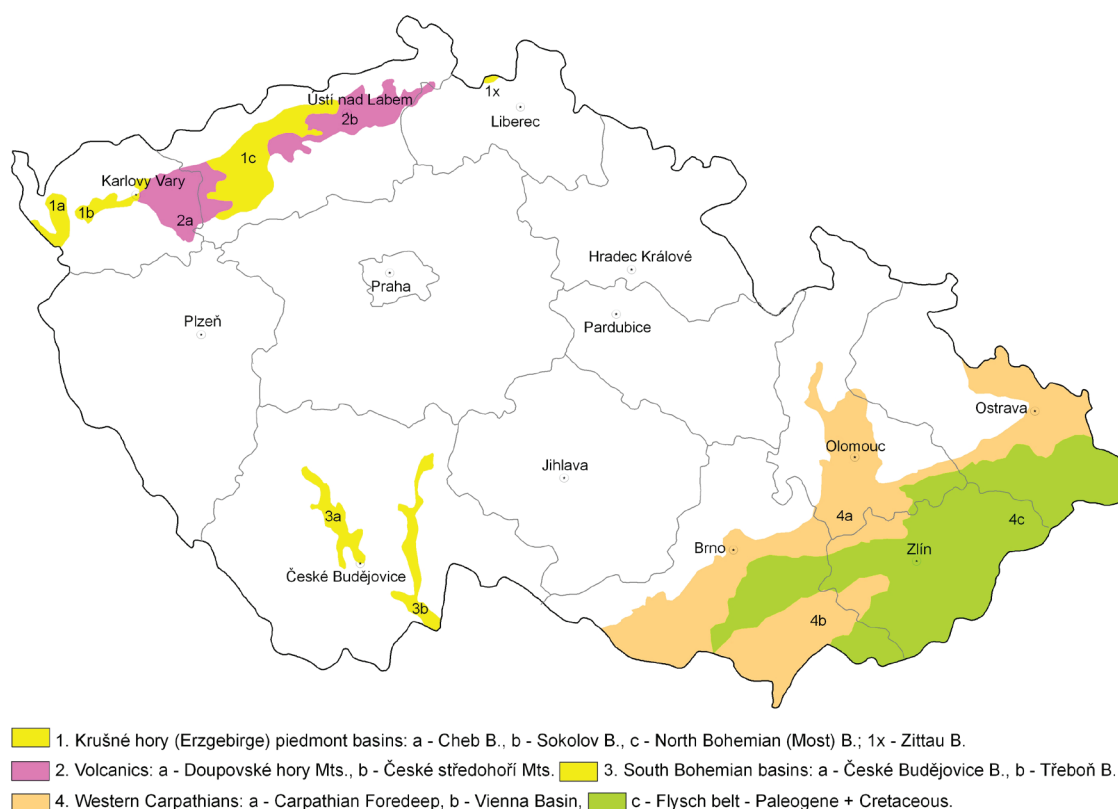 Ústí nad Labem
2b
1x
Liberec
1c
Karlovy Vary
1a
1b
2a
Hradec Králové
Praha
Pardubice
Plzeň
Ostrava
Olomouc
Jihlava
3a
4a
4c
Brno
Zlín
České Budějovice
3b
4b
1. Krušné hory (Erzgebirge) piedmont basins: a - Cheb B., b - Sokolov B., c - North Bohemian (Most) B.; 1x - Zittau B.
2. Volcanics: a - Doupovské hory Mts., b - České středohoří Mts. 3. South Bohemian basins: a - České Budějovice B., b - Třeboň B.
4. Western Carpathians: a - Carpathian Foredeep, b - Vienna Basin, c - Flysch belt - Paleogene + Cretaceous.